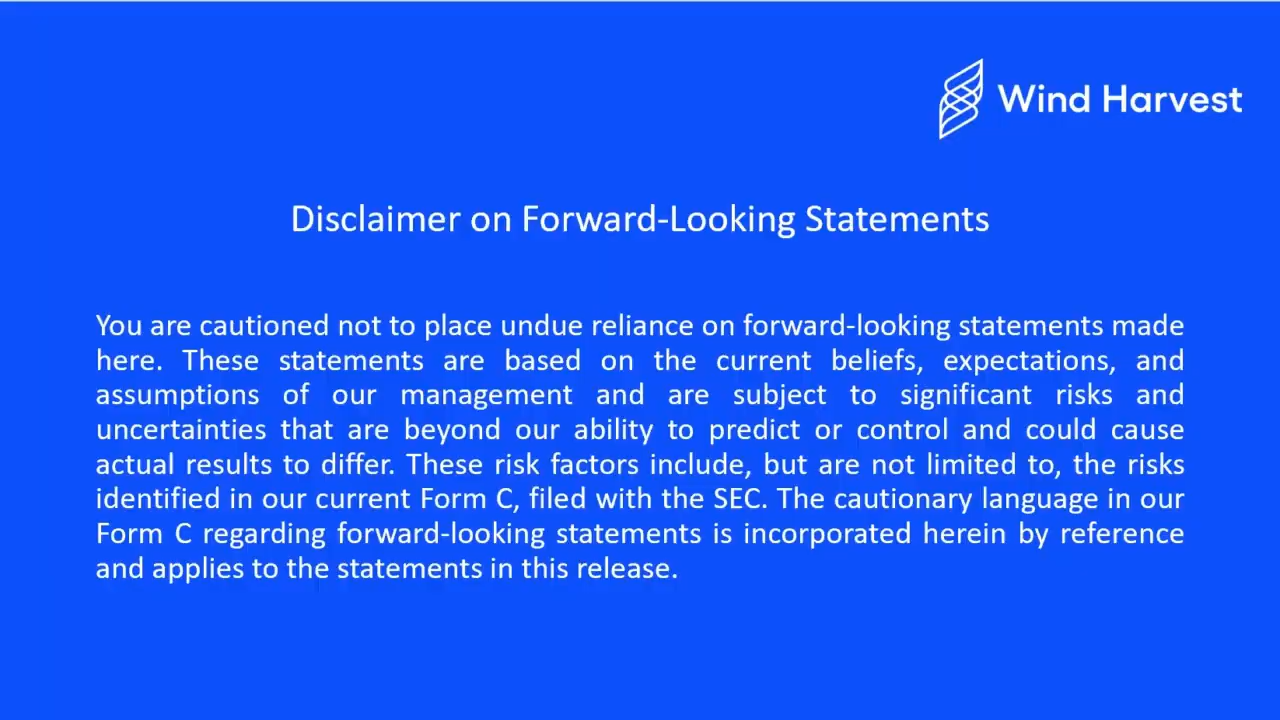 Wind Harvest
Disclaimer on Forward-Looking Statements
You are cautioned not to place undue reliance on forward-looking statements made
here. These statements are based on the current beliefs, expectations, and
assumptions of our management and are subject to significant risks and
uncertainties that are beyond our ability to predict or control and could cause
actual results to differ. These risk factors include, but are not limited to, the risks
identified in our current Form C, filed with the SEC. The cautionary language in our
Form C regarding forward-looking statements is incorporated herein by reference
and applies to the statements in this release.